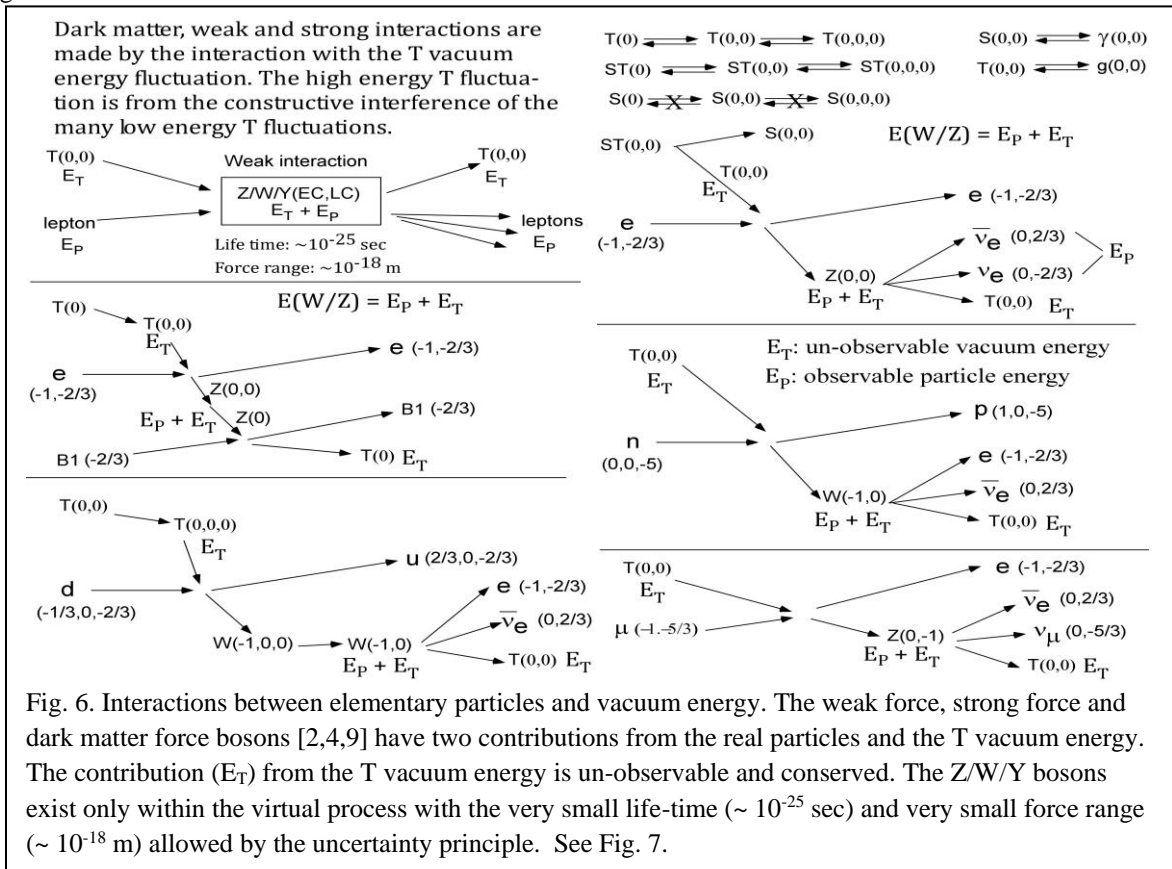 Dark matter, weak and strong interactions are
made by the interaction with the T vacuum
energy fluctuation. The high energy T fluctua-
tion is from the constructive interference of the
many low energy T fluctuations.
T(0,0)
E_T
Weak interaction
Z/W/Y(EC,LC)
E_T + E_P
T(0,0)
E_T
lepton
E_P
leptons
E_P
Life time: ~10^-25 sec
Force range: ~10^-18 m
T(0)
T(0,0)
E_T
E(W/Z) = E_P + E_T
e
(-1,-2/3)
e (-1,-2/3)
Z(0,0)
E_P + E_T
Z(0)
B1 (-2/3)
B1 (-2/3)
T(0) E_T
T(0,0)
T(0,0,0)
E_T
d
(-1/3,0,-2/3)
u (2/3,0,-2/3)
W(-1,0,0)
W(-1,0)
E_P + E_T
e (-1,-2/3)
ν̅e (0,2/3)
T(0,0) E_T
T(0) T(0,0) T(0,0,0)
ST(0) ST(0,0) ST(0,0,0)
S(0) X S(0,0) X S(0,0,0)
S(0,0) γ(0,0)
T(0,0) g(0,0)
ST(0,0)
S(0,0)
E(W/Z) = E_P + E_T
T(0,0)
E_T
e
(-1,-2/3)
e (-1,-2/3)
Z(0,0)
E_P + E_T
ν̅e (0,2/3)
νe (0,-2/3)
E_P
T(0,0) E_T
T(0,0)
E_T
E_T: un-observable vacuum energy
E_P: observable particle energy
n
(0,0,-5)
p (1,0,-5)
W(-1,0)
E_P + E_T
e (-1,-2/3)
ν̅e (0,2/3)
T(0,0) E_T
T(0,0)
E_T
μ (-1.-5/3)
e (-1,-2/3)
Z(0,-1)
E_P + E_T
ν̅e (0,2/3)
νμ (0,-5/3)
T(0,0) E_T
Fig. 6. Interactions between elementary particles and vacuum energy. The weak force, strong force and
dark matter force bosons [2,4,9] have two contributions from the real particles and the T vacuum energy.
The contribution (E_T) from the T vacuum energy is un-observable and conserved. The Z/W/Y bosons
exist only within the virtual process with the very small life-time (~ 10^-25 sec) and very small force range
(~ 10^-18 m) allowed by the uncertainty principle. See Fig. 7.